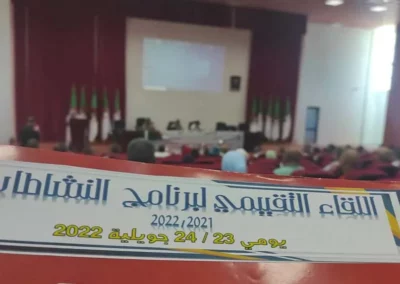 اللقاء التقييمي لبرنامج النشاطات
2022/2021
يومي 23 / 24 جويلية 2022